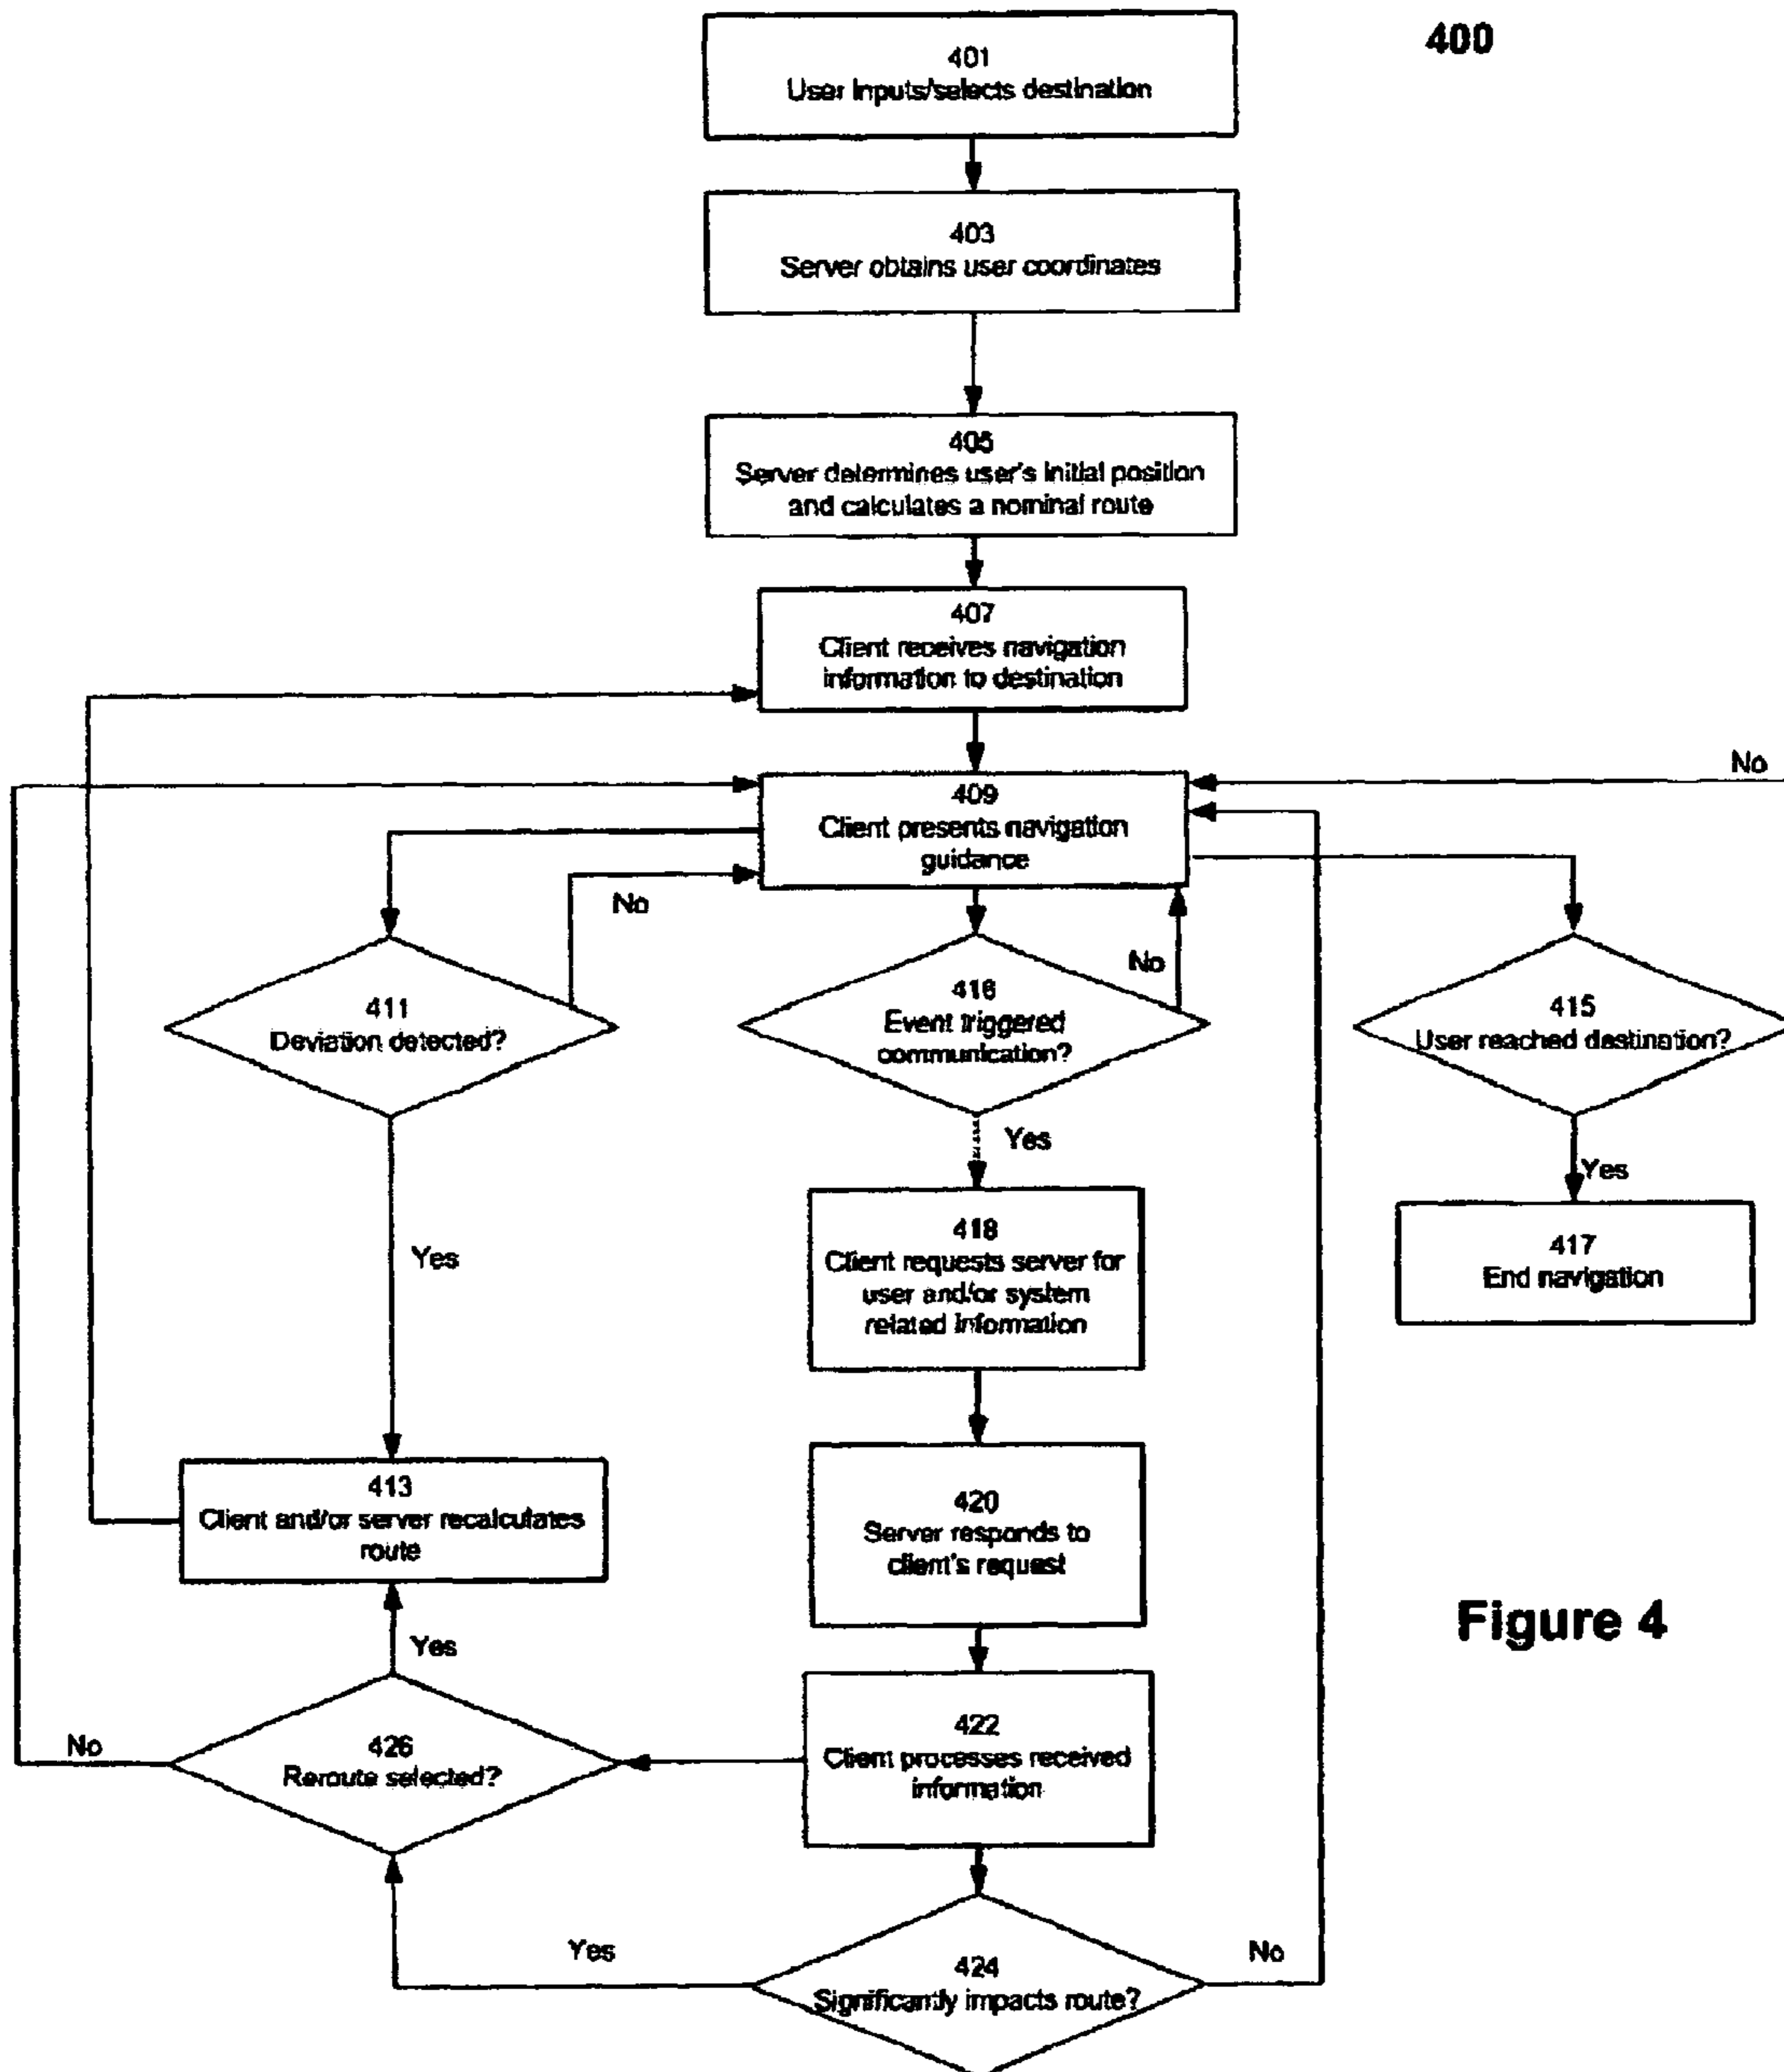 400
401
User inputs/selects destination
403
Server obtains user coordinates
405
Server determines user's initial position
and calculates a nominal route
407
Client receives navigation
information to destination
No
409
Client presents navigation
guidance
No
No
411
Deviation detected?
416
Event triggered
communication?
415
User reached destination?
Yes
Yes
418
Client requests server for
user and/or system
related information
417
End navigation
Yes
413
Client and/or server recalculates
route
420
Server responds to
client's request
Figure 4
Yes
422
Client processes received
information
No
426
Reroute selected?
Yes
No
424
Significantly impacts route?